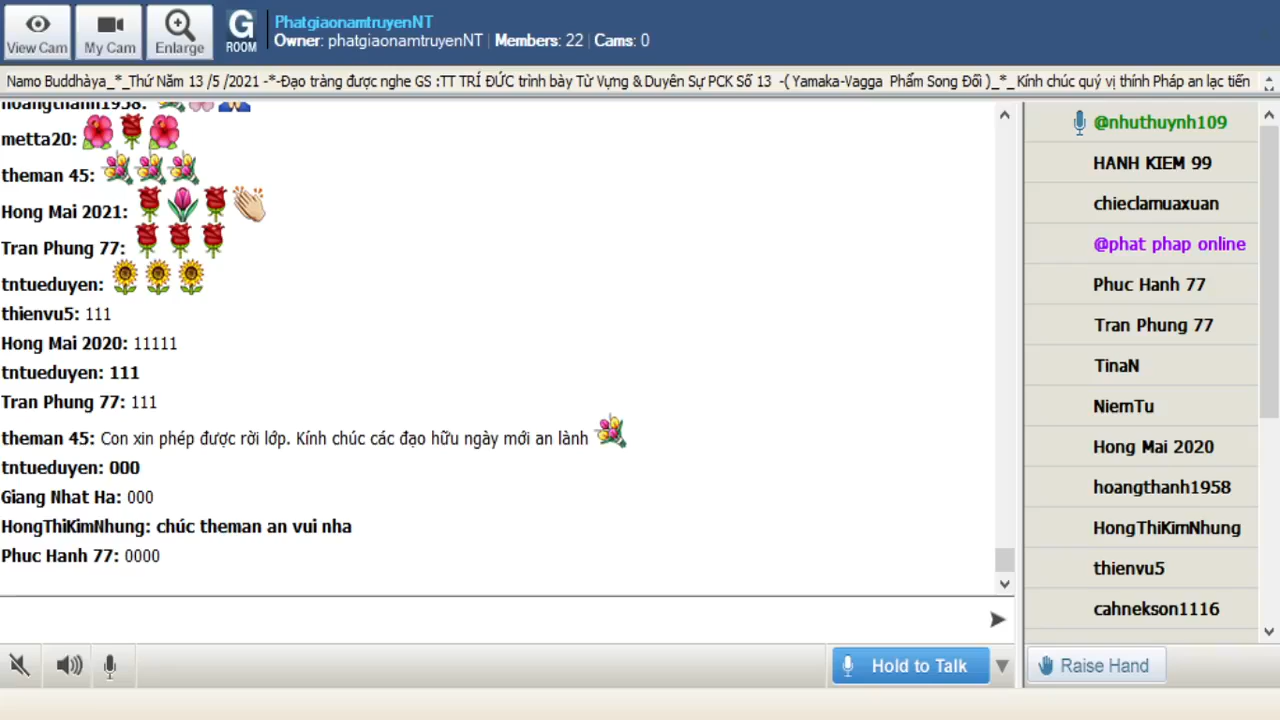 View Cam
My Cam
Enlarge
G
ROOM
PhatgiaonamtruyenNT
Owner: phatgiaonamtruyenNT | Members: 22 | Cams: 0
Namo Buddhàya_*_Thứ Năm 13 /5 /2021 -*-Đạo tràng được nghe GS :TT TRÍ ĐỨC trình bày Từ Vựng & Duyên Sự PCK Số 13 -( Yamaka-Vagga Phẩm Song Đối )_*_ Kính chúc quý vị thính Pháp an lạc tiến
hoangthanh1958:
metta20:
theman 45:
Hong Mai 2021:
Tran Phung 77:
tntueduyen:
thienvu5: 111
Hong Mai 2020: 11111
tntueduyen: 111
Tran Phung 77: 111
theman 45: Con xin phép được rời lớp. Kính chúc các đạo hữu ngày mới an lành
tntueduyen: 000
Giang Nhat Ha: 000
HongThiKimNhung: chúc theman an vui nha
Phuc Hanh 77: 0000
@nhuthuynh109
HANH KIEM 99
chieclamuaxuan
@phat phap online
Phuc Hanh 77
Tran Phung 77
TinaN
NiemTu
Hong Mai 2020
hoangthanh1958
HongThiKimNhung
thienvu5
cahnekson1116
Hold to Talk
Raise Hand